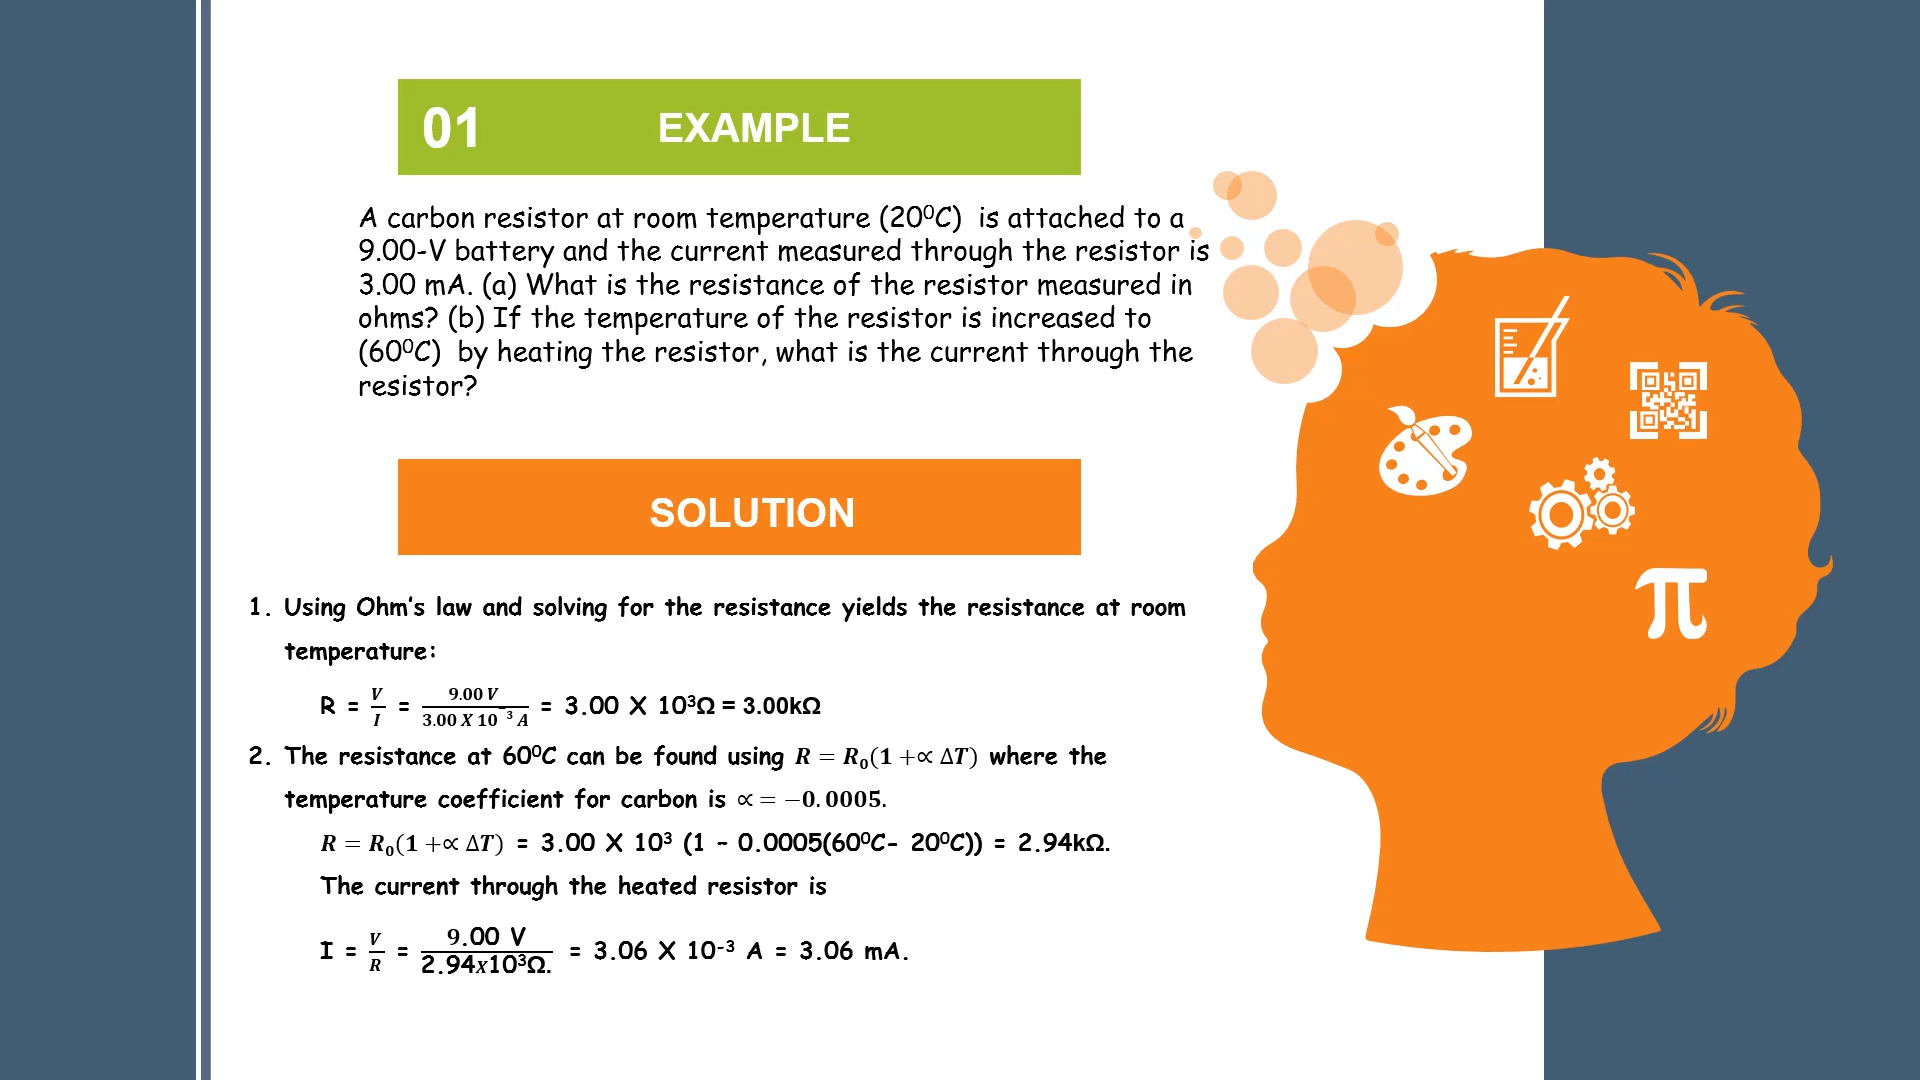 01 EXAMPLE
A carbon resistor at room temperature (20⁰C) is attached to a
9.00-V battery and the current measured through the resistor is
3.00 mA. (a) What is the resistance of the resistor measured in
ohms? (b) If the temperature of the resistor is increased to
(60⁰C) by heating the resistor, what is the current through the
resistor?
SOLUTION
1. Using Ohm's law and solving for the resistance yields the resistance at room
temperature:
R = V/I = 9.00 V / 3.00 X 10⁻³ A = 3.00 X 10³Ω = 3.00kΩ
2. The resistance at 60⁰C can be found using R = R₀(1 +∝ ΔT) where the
temperature coefficient for carbon is ∝ = −0.0005.
R = R₀(1 +∝ ΔT) = 3.00 X 10³ (1 – 0.0005(60⁰C- 20⁰C)) = 2.94kΩ.
The current through the heated resistor is
I = V/R = 9.00 V / 2.94X10³Ω. = 3.06 X 10⁻³ A = 3.06 mA.
π